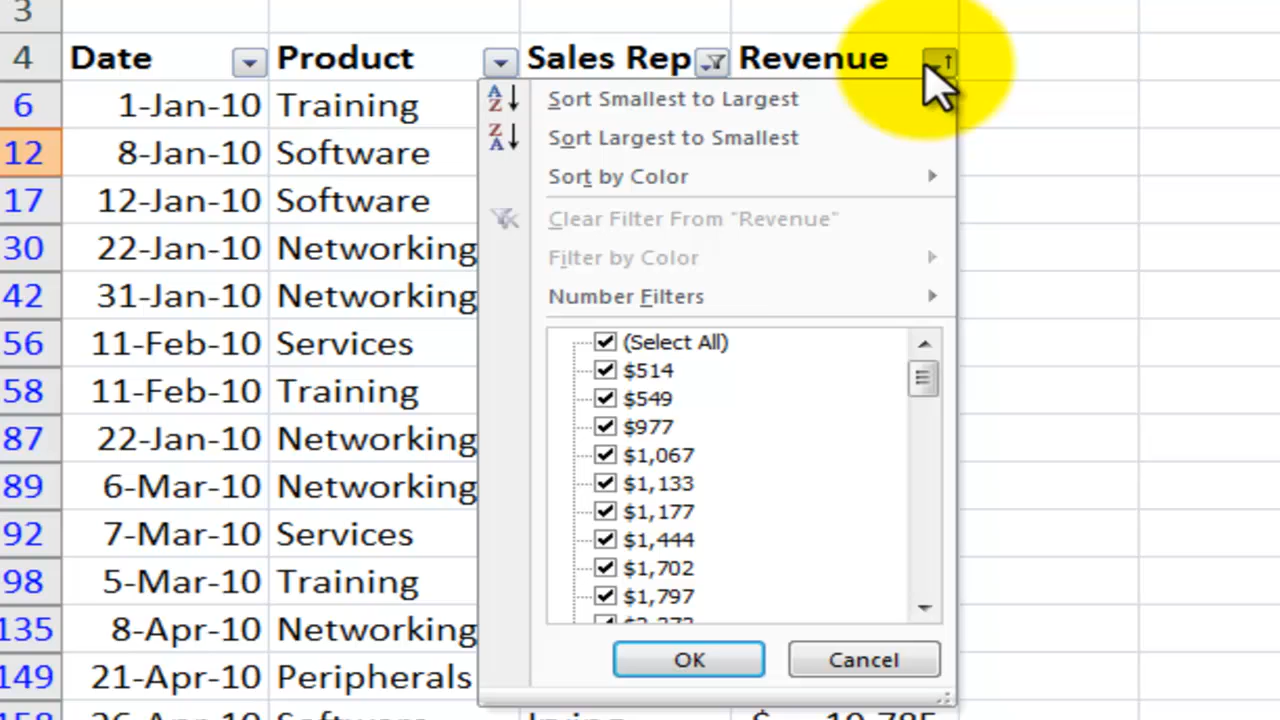 3
4 Date Product Sales Rep Revenue
6 1-Jan-10 Training
12 8-Jan-10 Software
17 12-Jan-10 Software
30 22-Jan-10 Networking
42 31-Jan-10 Networking
56 11-Feb-10 Services
58 11-Feb-10 Training
87 22-Jan-10 Networking
89 6-Mar-10 Networking
92 7-Mar-10 Services
98 5-Mar-10 Training
135 8-Apr-10 Networking
149 21-Apr-10 Peripherals
Sort Smallest to Largest
Sort Largest to Smallest
Sort by Color
Clear Filter From "Revenue"
Filter by Color
Number Filters
(Select All)
$514
$549
$977
$1,067
$1,133
$1,177
$1,444
$1,702
$1,797
OK Cancel